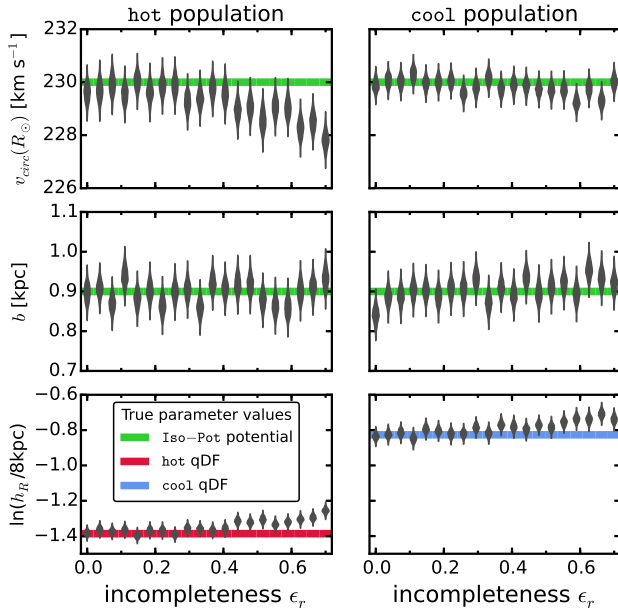 hot population cool population
232
230
228
226
v_circ(R_⊙) [km s⁻¹]
1.1
1.0
0.9
0.8
0.7
b [kpc]
−0.6
−0.8
−1.0
−1.2
−1.4
ln(h_R/8kpc)
True parameter values
Iso−Pot potential
hot qDF
cool qDF
0.0 0.2 0.4 0.6 0.0 0.2 0.4 0.6
incompleteness ϵ_r incompleteness ϵ_r